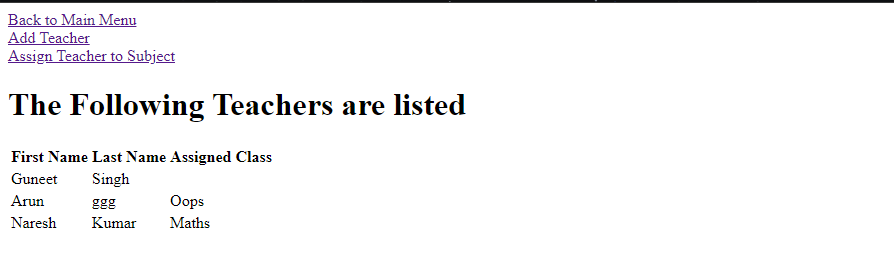 Back to Main Menu
Add Teacher
Assign Teacher to Subject
The Following Teachers are listed
First Name Last Name Assigned Class
Guneet Singh
Arun ggg Oops
Naresh Kumar Maths